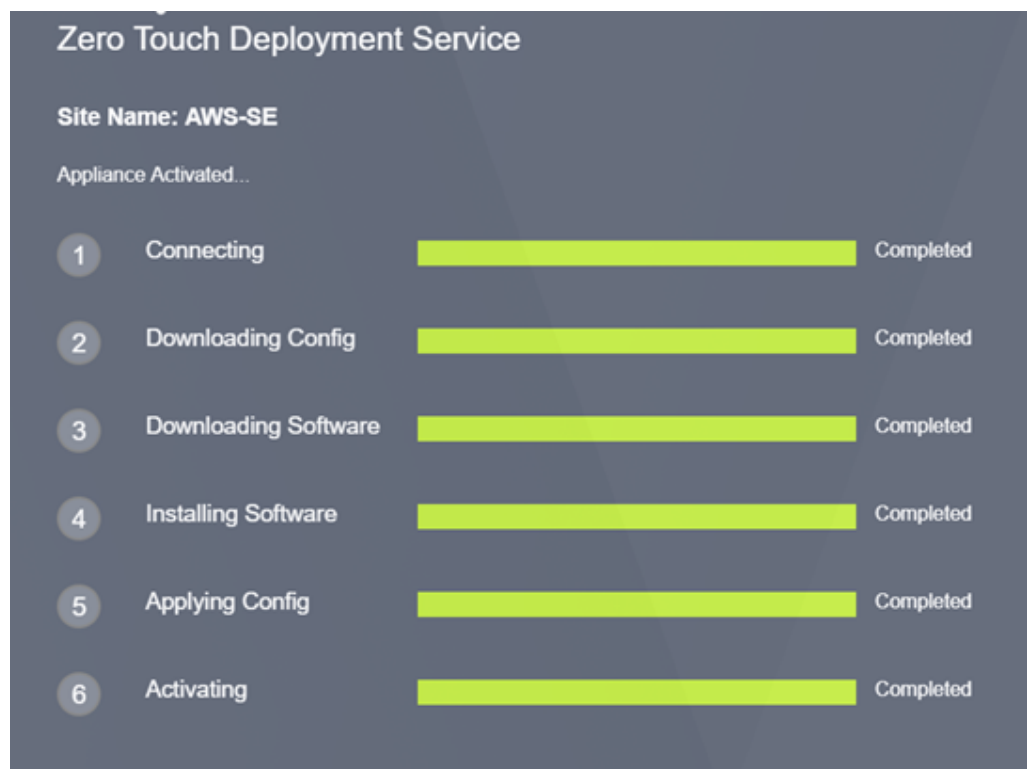 Zero Touch Deployment Service
Site Name: AWS-SE
Appliance Activated...
1 Connecting Completed
2 Downloading Config Completed
3 Downloading Software Completed
4 Installing Software Completed
5 Applying Config Completed
6 Activating Completed